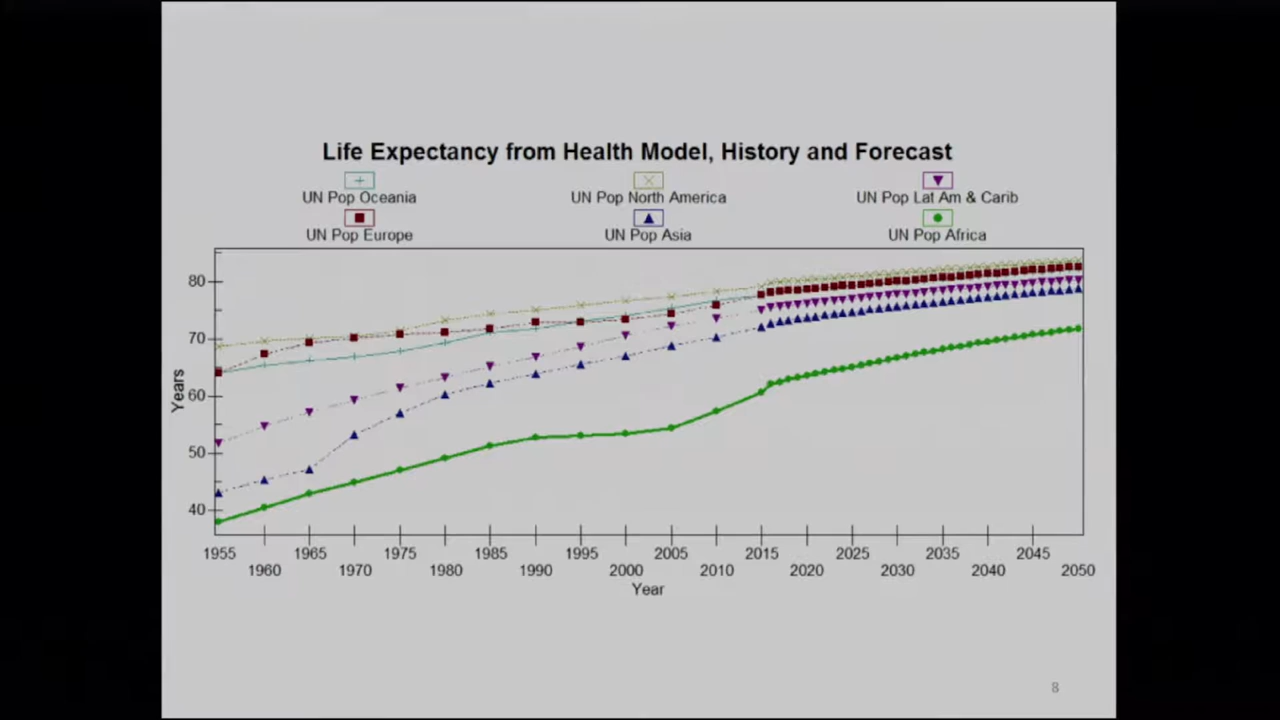 Life Expectancy from Health Model, History and Forecast
UN Pop Oceania UN Pop North America UN Pop Lat Am & Carib
UN Pop Europe UN Pop Asia UN Pop Africa
80
70
60
50
40
Years
1955 1965 1975 1985 1995 2005 2015 2025 2035 2045
1960 1970 1980 1990 2000 2010 2020 2030 2040 2050
Year
8